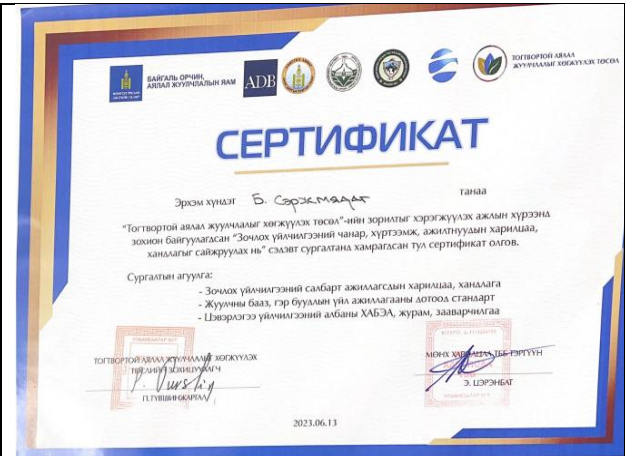 БАЙГАЛЬ ОРЧИН,
АЯЛАЛ ЖУУЛЧЛАЛЫН ЯАМ
ADB
ТОГТВОРТОЙ АЯЛАЛ
ЖУУЛЧЛАЛЫГ ХӨГЖҮҮЛЭХ ТӨСӨЛ
СЕРТИФИКАТ
Эрхэм хүндэт Б. Сэржмядаг танаа
"Тогтвортой аялал жуулчлалыг хөгжүүлэх төсөл"-ийн зорилтыг хэрэгжүүлэх ажлын хүрээнд
зохион байгуулагдсан "Зочлох үйлчилгээний чанар, хүртээмж, ажилтнуудын харилцаа,
хандлагыг сайжруулах нь" сэдэвт сургалтанд хамрагдсан тул сертификат олгов.
Сургалтын агуулга:
- Зочлох үйлчилгээний салбарт ажиллагсдын харилцаа, хандлага
- Жуулчны бааз, гэр буудлын үйл ажиллагааны дотоод стандарт
- Цэвэрлэгээ үйлчилгээний албаны ХАБЭА, журам, зааварчилгаа
ТОГТВОРТОЙ АЯЛАЛ ЖУУЛЧЛАЛЫГ ХӨГЖҮҮЛЭХ
ТӨСЛИЙН ЗОХИЦУУЛАГЧ
П.ГҮВШИНЖАРГАЛ
МӨНХ ХАРИЛЦАА ТББ ТЭРГҮҮН
Э. ЦЭРЭНБАТ
2023.06.13